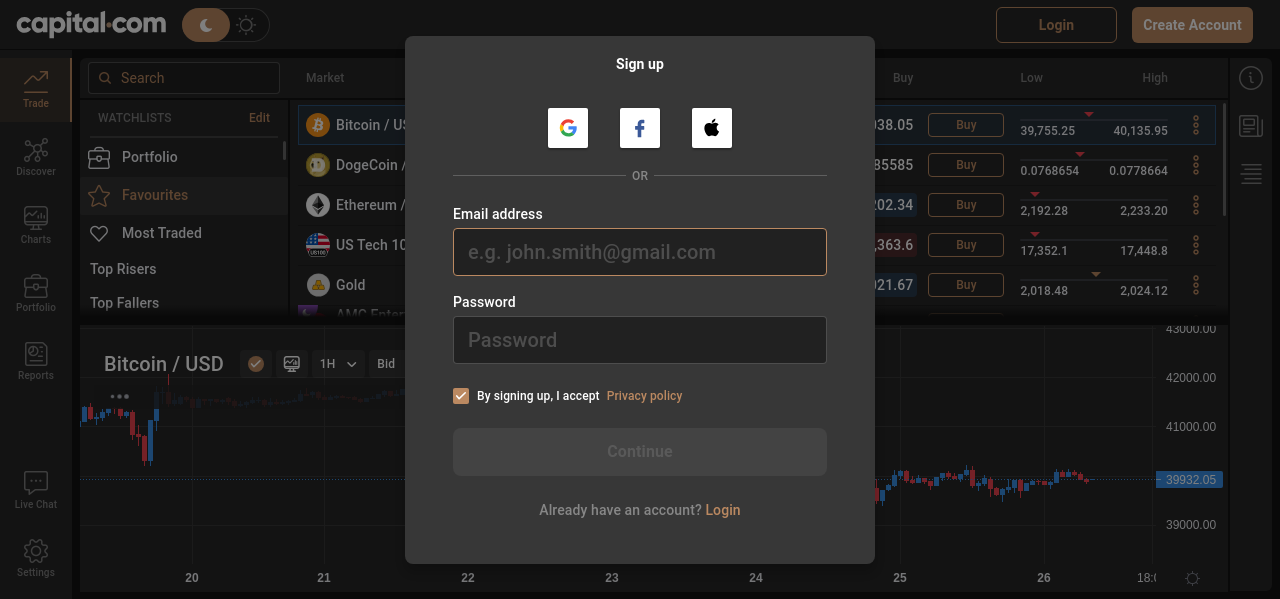 capital.com
Login
Create Account
Sign up
Search
Market
Buy
Low
High
Trade
WATCHLISTS
Edit
Bitcoin / US
38.05
Buy
39,755.25
40,135.95
OR
Portfolio
DogeCoin /
85585
Buy
0.0768654
0.0778664
Discover
Favourites
Ethereum /
202.34
Buy
2,192.28
2,233.20
Email address
e.g. john.smith@gmail.com
Most Traded
US100
US Tech 10
,363.6
Buy
17,352.1
17,448.8
Charts
Top Risers
Gold
021.67
Buy
2,018.48
2,024.12
Portfolio
Top Fallers
Password
Password
AMC Enter
43000.00
Bitcoin / USD
1H
Bid
42000.00
Reports
By signing up, I accept Privacy policy
41000.00
Continue
39932.05
Live Chat
Already have an account? Login
39000.00
Settings
20
21
22
23
24
25
26
18: